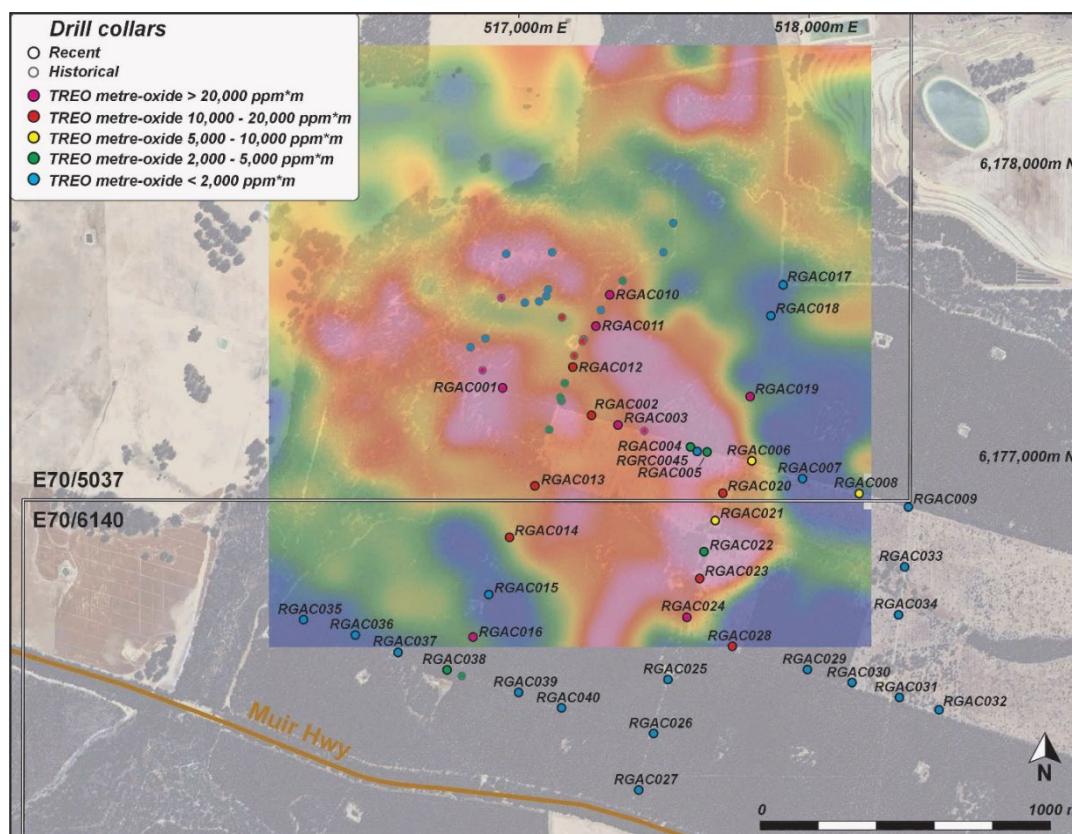 Drill collars
Recent
Historical
TREO metre-oxide > 20,000 ppm*m
TREO metre-oxide 10,000 - 20,000 ppm*m
TREO metre-oxide 5,000 - 10,000 ppm*m
TREO metre-oxide 2,000 - 5,000 ppm*m
TREO metre-oxide < 2,000 ppm*m
517,000m E
518,000m E
6,178,000m N
RGAC017
RGAC010
RGAC018
RGAC011
RGAC012
RGAC001
RGAC019
RGAC002
RGAC003
RGAC004
RGRC0045
RGAC005
RGAC006
6,177,000m N
RGAC007
RGAC008
E70/5037
RGAC013
RGAC020
RGAC009
E70/6140
RGAC021
RGAC014
RGAC022
RGAC033
RGAC023
RGAC015
RGAC024
RGAC034
RGAC035
RGAC036
RGAC016
RGAC037
RGAC028
RGAC038
RGAC025
RGAC029
RGAC030
RGAC039
RGAC031
RGAC040
RGAC032
Muir Hwy
RGAC026
RGAC027
N
0
1000 m